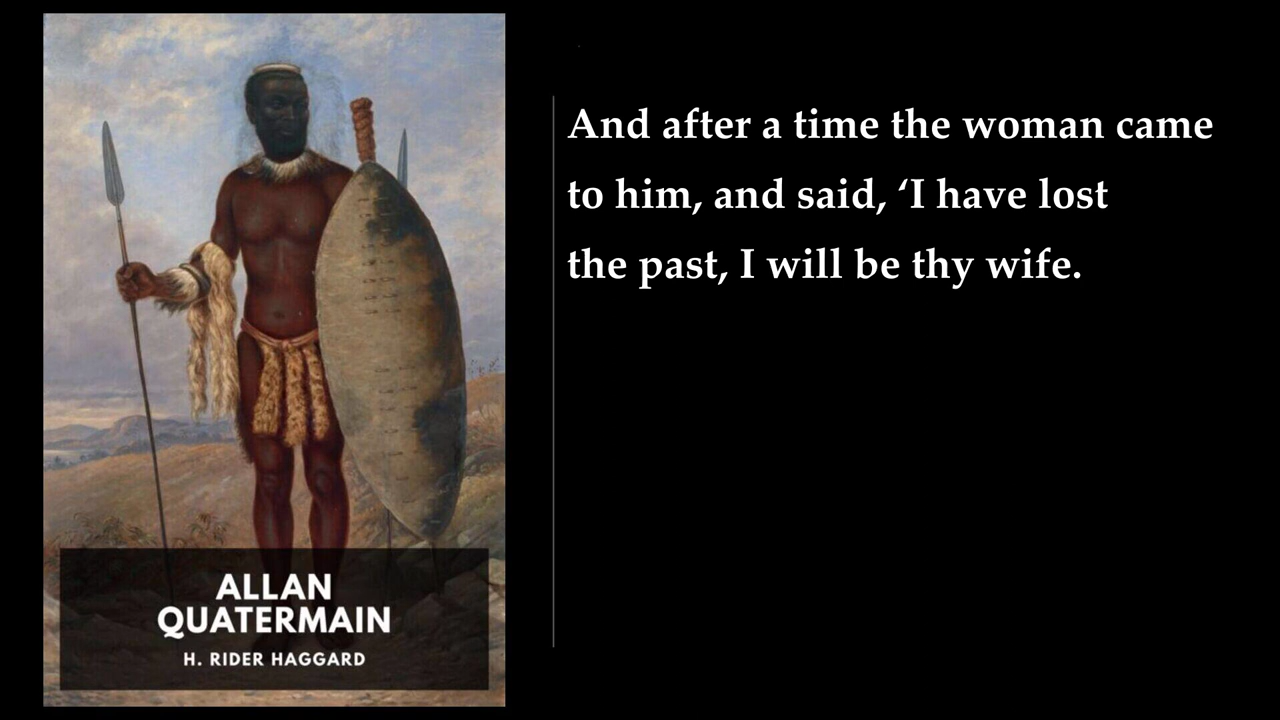 And after a time the woman came
to him, and said, ‘I have lost
the past, I will be thy wife.
ALLAN
QUATERMAIN
H. RIDER HAGGARD